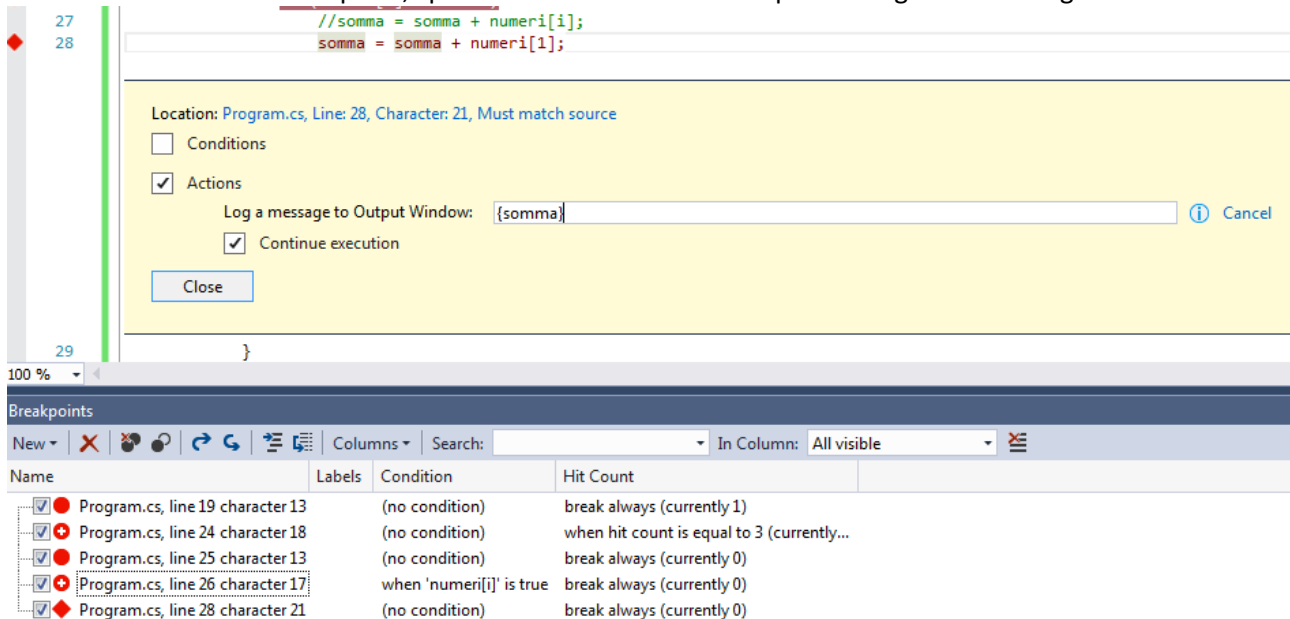 27 //somma = somma + numeri[i];
28 somma = somma + numeri[1];
Location: Program.cs, Line: 28, Character: 21, Must match source
Conditions
Actions
Log a message to Output Window: {somma} Cancel
Continue execution
Close
29 }
100 %
Breakpoints
New Columns Search: In Column: All visible
Name Labels Condition Hit Count
Program.cs, line 19 character 13 (no condition) break always (currently 1)
Program.cs, line 24 character 18 (no condition) when hit count is equal to 3 (currently...
Program.cs, line 25 character 13 (no condition) break always (currently 0)
Program.cs, line 26 character 17 when 'numeri[i]' is true break always (currently 0)
Program.cs, line 28 character 21 (no condition) break always (currently 0)